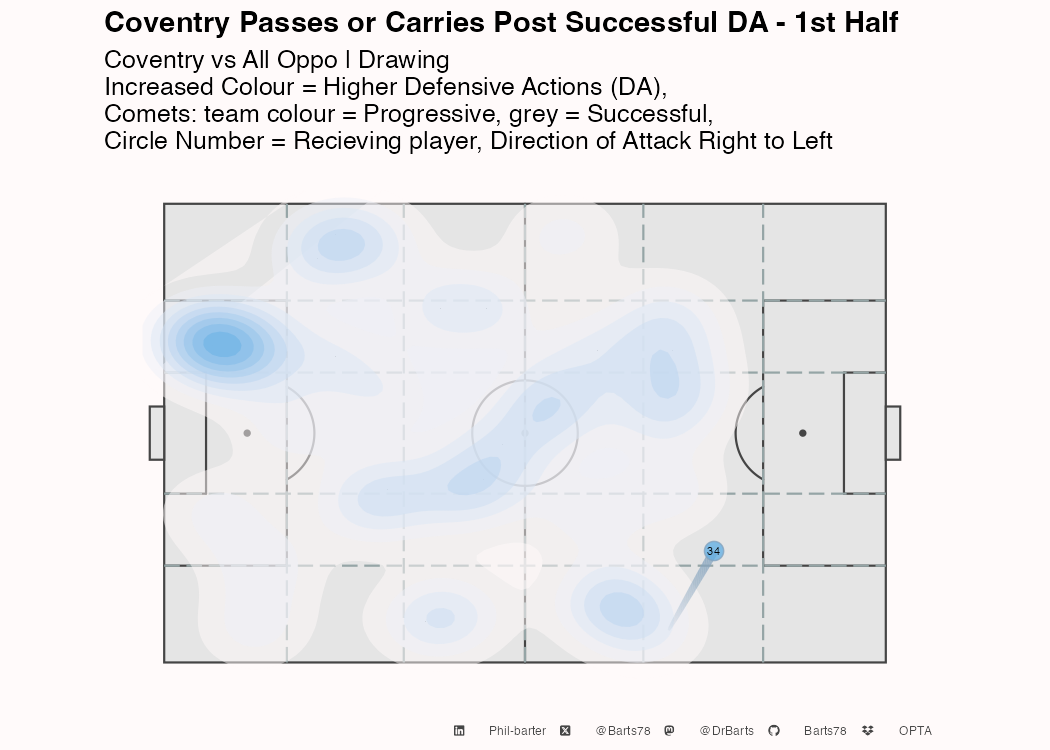 Coventry Passes or Carries Post Successful DA - 1st Half
Coventry vs All Oppo | Drawing
Increased Colour = Higher Defensive Actions (DA),
Comets: team colour = Progressive, grey = Successful,
Circle Number = Recieving player, Direction of Attack Right to Left
34
Phil-barter @Barts78 @DrBarts Barts78 OPTA